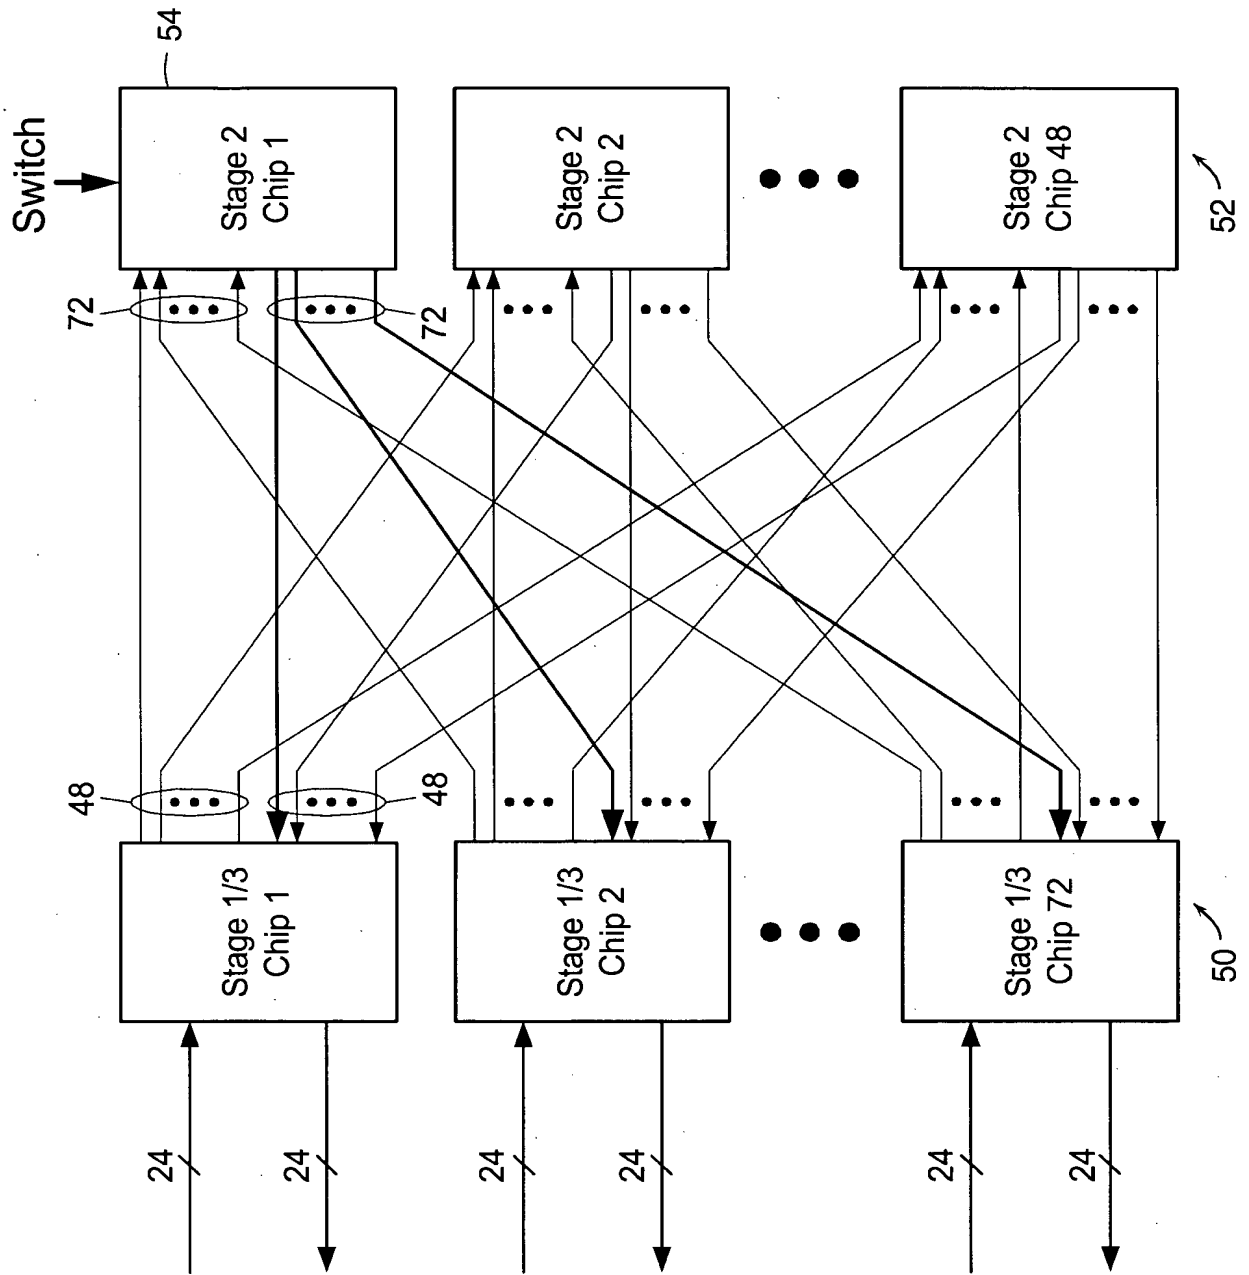 Switch
54
Stage 2
Chip 1
Stage 2
Chip 2
Stage 2
Chip 48
52
72
72
48
48
Stage 1/3
Chip 1
Stage 1/3
Chip 2
Stage 1/3
Chip 72
50
24
24
24
24
24
24